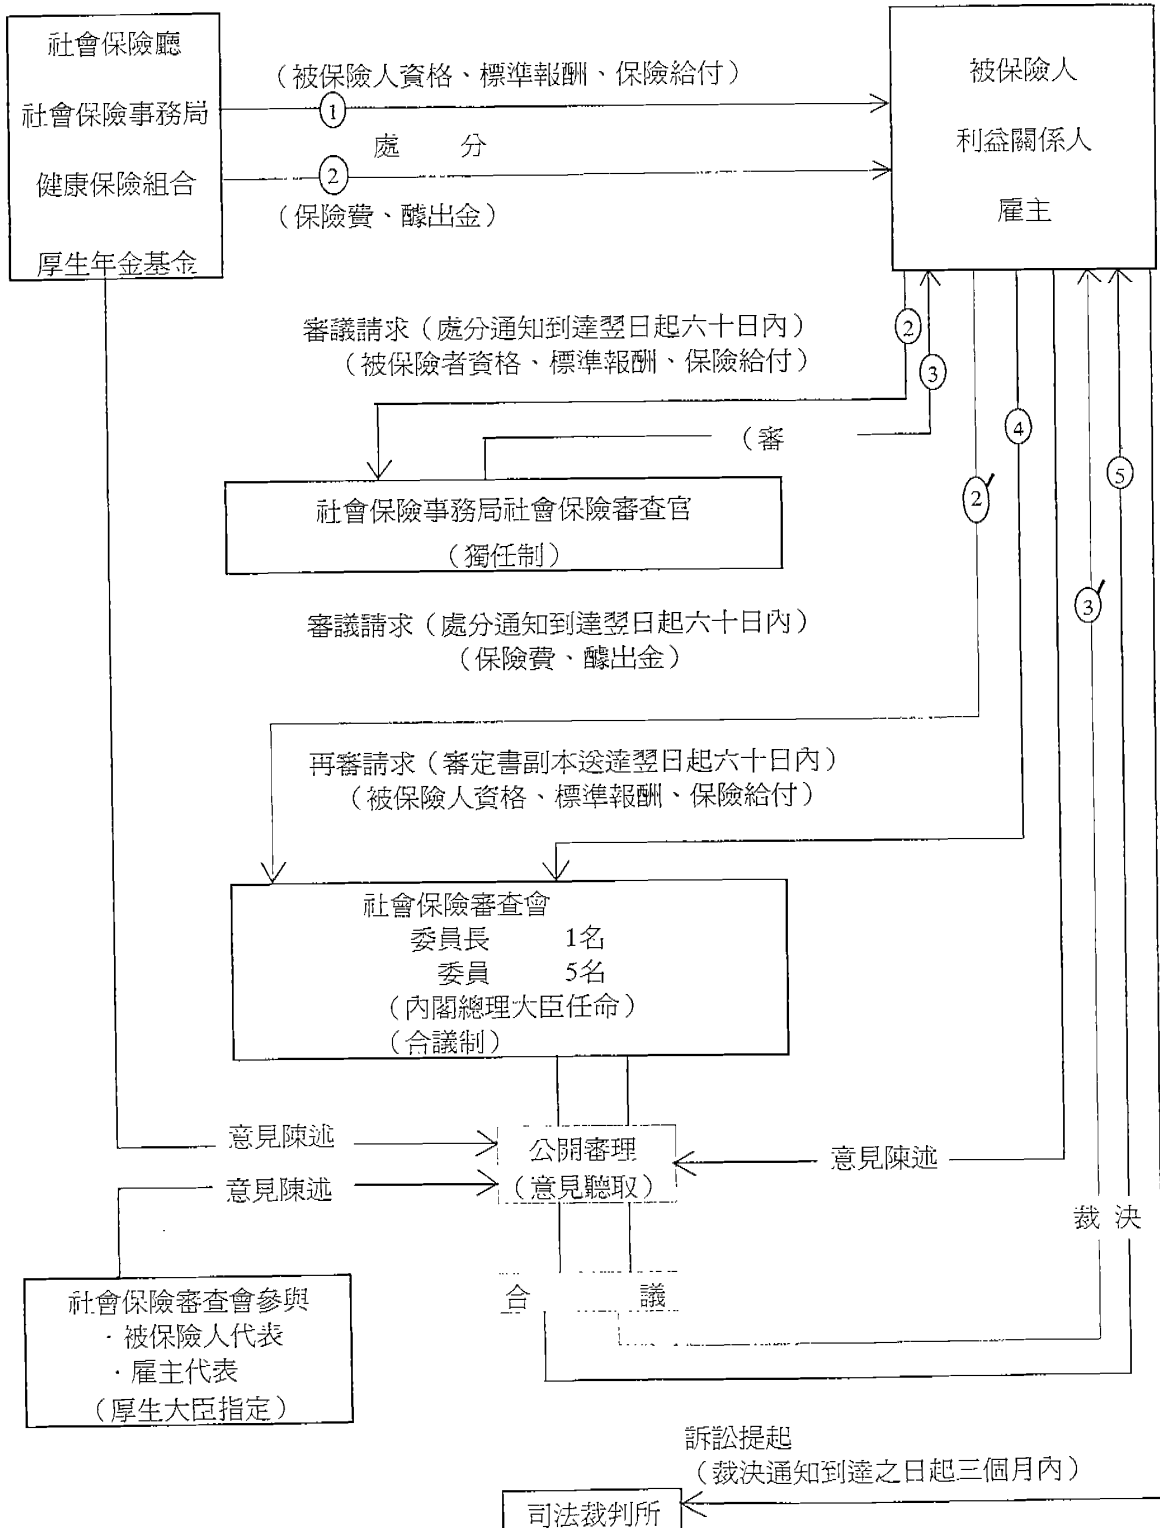 社會保險廳
社會保險事務局
健康保險組合
厚生年金基金
（被保險人資格、標準報酬、保險給付）
①
處 分
②
（保險費、醵出金）
被保險人
利益關係人
雇主
審議請求（處分通知到達翌日起六十日內）
（被保險者資格、標準報酬、保險給付）
②
③
④
⑤
（審
②′
③′
社會保險事務局社會保險審查官
（獨任制）
審議請求（處分通知到達翌日起六十日內）
（保險費、醵出金）
再審請求（審定書副本送達翌日起六十日內）
（被保險人資格、標準報酬、保險給付）
社會保險審查會
委員長 1名
委員 5名
（內閣總理大臣任命）
（合議制）
意見陳述
意見陳述
公開審理
（意見聽取）
意見陳述
裁 決
合 議
社會保險審查會參與
．被保險人代表
．雇主代表
（厚生大臣指定）
訴訟提起
（裁決通知到達之日起三個月內）
司法裁判所